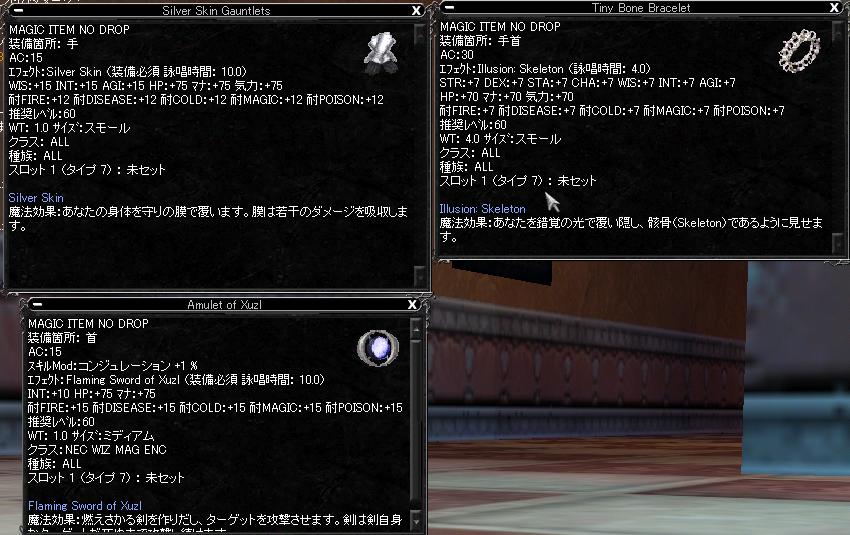 Silver Skin Gauntlets
MAGIC ITEM NO DROP
装備箇所: 手
AC:15
エフェクト:Silver Skin (装備必須 詠唱時間: 10.0)
WIS:+15 INT:+15 AGI:+15 HP:+75 マナ:+75 気力:+75
耐FIRE:+12 耐DISEASE:+12 耐COLD:+12 耐MAGIC:+12 耐POISON:+12
推奨レベル:60
WT: 1.0 サイズ:スモール
クラス: ALL
種族: ALL
スロット 1 (タイプ 7) : 未セット
Silver Skin
魔法効果:あなたの身体を守りの膜で覆います。膜は若干のダメージを吸収しま
す。
Tiny Bone Bracelet
MAGIC ITEM NO DROP
装備箇所: 手首
AC:30
エフェクト:Illusion: Skeleton (詠唱時間: 4.0)
STR:+7 DEX:+7 STA:+7 CHA:+7 WIS:+7 INT:+7 AGI:+7
HP:+70 マナ:+70 気力:+70
耐FIRE:+7 耐DISEASE:+7 耐COLD:+7 耐MAGIC:+7 耐POISON:+7
推奨レベル:60
WT: 4.0 サイズ:スモール
クラス: ALL
種族: ALL
スロット 1 (タイプ 7) : 未セット
Illusion: Skeleton
魔法効果:あなたを錯覚の光で覆い隠し、骸骨(Skeleton)であるように見せま
す。
Amulet of Xuzl
MAGIC ITEM NO DROP
装備箇所: 首
AC:15
スキルMod:コンジュレーション +1 %
エフェクト:Flaming Sword of Xuzl (装備必須 詠唱時間: 10.0)
INT:+10 HP:+75 マナ:+75
耐FIRE:+15 耐DISEASE:+15 耐COLD:+15 耐MAGIC:+15 耐POISON:+15
推奨レベル:60
WT: 1.0 サイズ:ミディアム
クラス:NEC WIZ MAG ENC
種族: ALL
スロット 1 (タイプ 7) : 未セット
Flaming Sword of Xuzl
魔法効果:燃えさかる剣を作りだし、ターゲットを攻撃させます。剣は剣自身